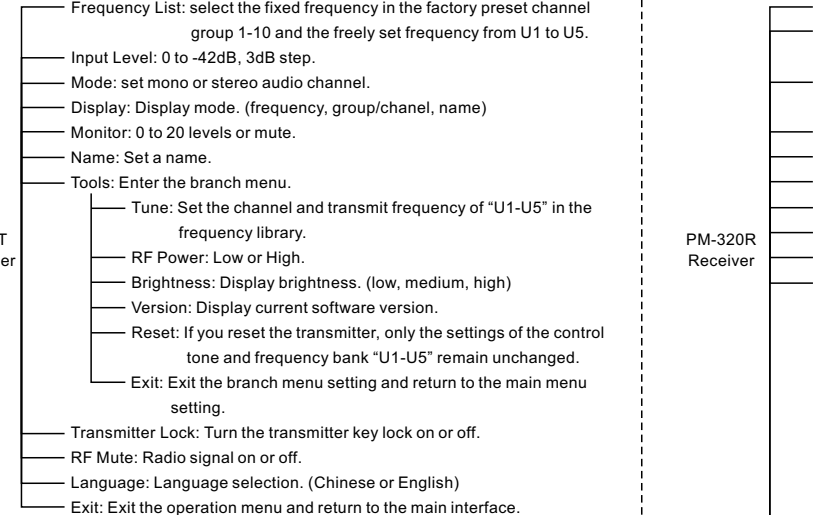 Frequency List: select the fixed frequency in the factory preset channel
group 1-10 and the freely set frequency from U1 to U5.
Input Level: 0 to -42dB, 3dB step.
Mode: set mono or stereo audio channel.
Display: Display mode. (frequency, group/chanel, name)
Monitor: 0 to 20 levels or mute.
Name: Set a name.
Tools: Enter the branch menu.
Tune: Set the channel and transmit frequency of “U1-U5” in the
frequency library.
RF Power: Low or High.
Brightness: Display brightness. (low, medium, high)
Version: Display current software version.
Reset: If you reset the transmitter, only the settings of the control
tone and frequency bank “U1-U5” remain unchanged.
Exit: Exit the branch menu setting and return to the main menu
setting.
Transmitter Lock: Turn the transmitter key lock on or off.
RF Mute: Radio signal on or off.
Language: Language selection. (Chinese or English)
Exit: Exit the operation menu and return to the main interface.
T
er
PM-320R
Receiver